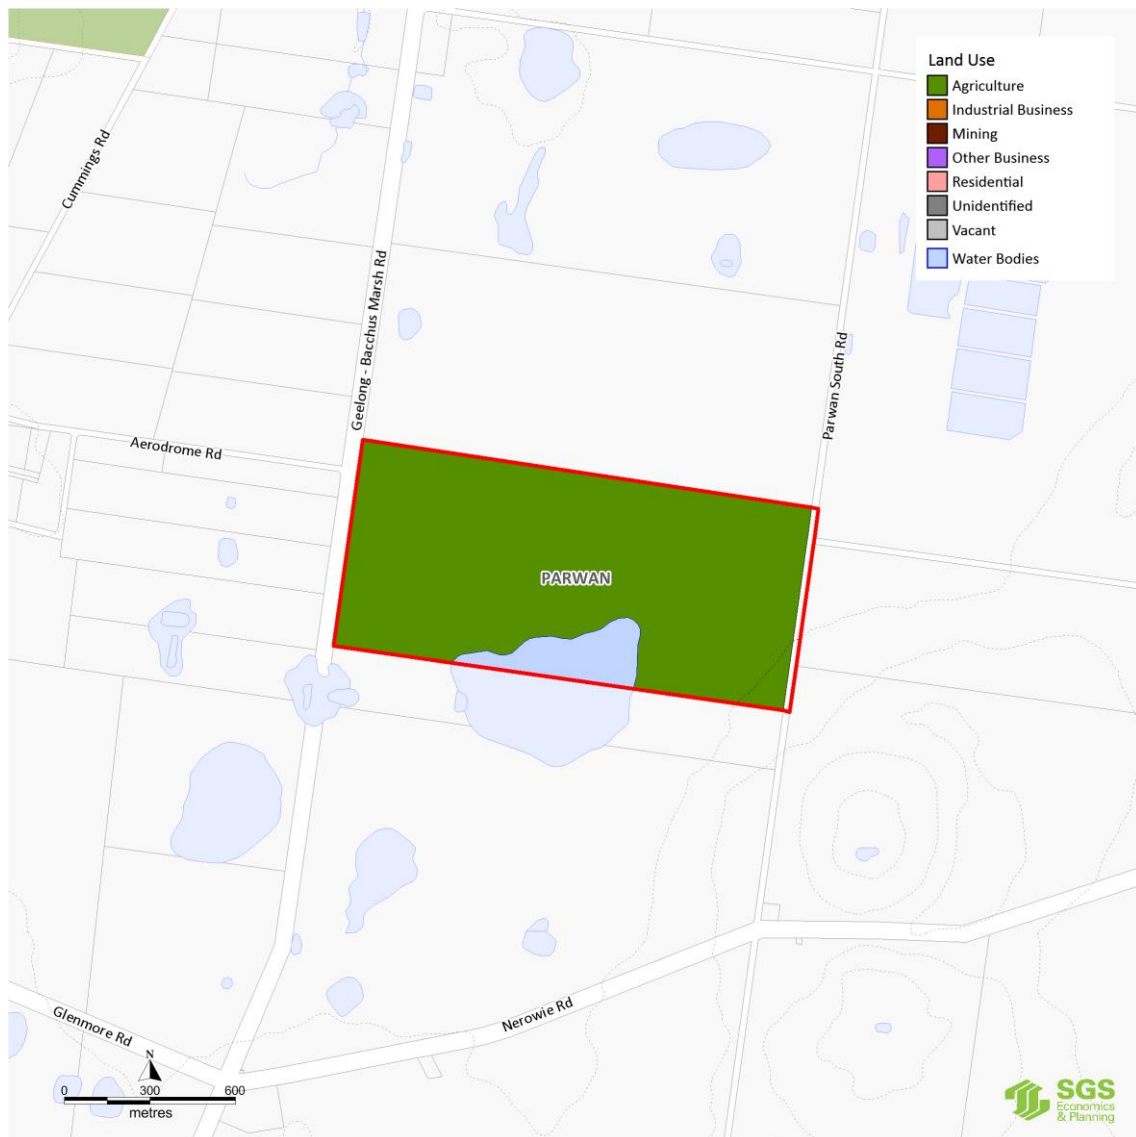 Land Use
Agriculture
Industrial Business
Mining
Other Business
Residential
Unidentified
Vacant
Water Bodies
Cummings Rd
Geelong - Bacchus Marsh Rd
Parwan South Rd
Aerodrome Rd
PARWAN
Nerowie Rd
Glenmore Rd
N
0 300 600
metres
SGS
Economics
& Planning